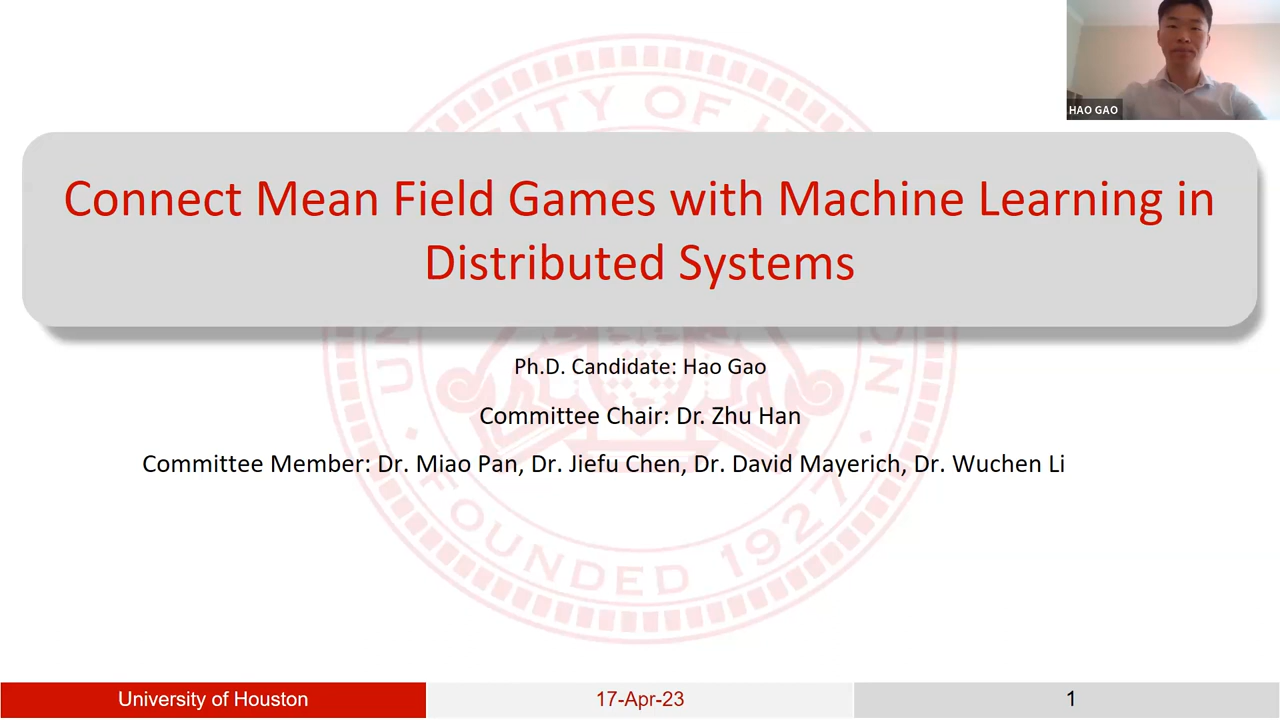 HAO GAO
Connect Mean Field Games with Machine Learning in
Distributed Systems
Ph.D. Candidate: Hao Gao
Committee Chair: Dr. Zhu Han
Committee Member: Dr. Miao Pan, Dr. Jiefu Chen, Dr. David Mayerich, Dr. Wuchen Li
FOUNDED 1927
University of Houston
17-Apr-23
1